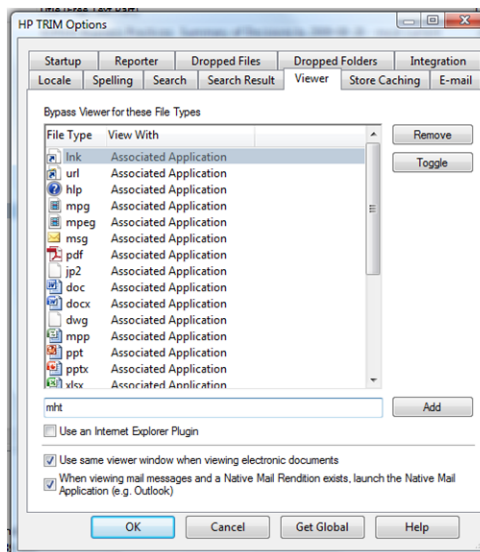 HP TRIM Options
Startup Reporter Dropped Files Dropped Folders Integration
Locale Spelling Search Search Result Viewer Store Caching E-mail
Bypass Viewer for these File Types
File Type View With
lnk Associated Application
url Associated Application
hlp Associated Application
mpg Associated Application
mpeg Associated Application
msg Associated Application
pdf Associated Application
jp2 Associated Application
doc Associated Application
docx Associated Application
dwg Associated Application
mpp Associated Application
ppt Associated Application
pptx Associated Application
xlsx Associated Application
Remove
Toggle
mht
Add
Use an Internet Explorer Plugin
Use same viewer window when viewing electronic documents
When viewing mail messages and a Native Mail Rendition exists, launch the Native Mail
Application (e.g. Outlook)
OK Cancel Get Global Help